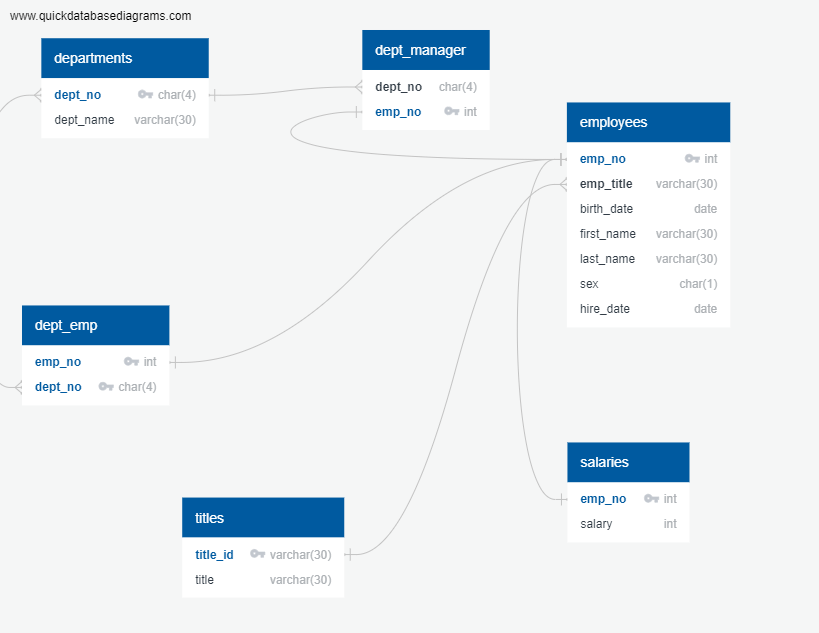 www.quickdatabasediagrams.com
departments
dept_no char(4)
dept_name varchar(30)
dept_manager
dept_no char(4)
emp_no int
employees
emp_no int
emp_title varchar(30)
birth_date date
first_name varchar(30)
last_name varchar(30)
sex char(1)
hire_date date
dept_emp
emp_no int
dept_no char(4)
salaries
emp_no int
salary int
titles
title_id varchar(30)
title varchar(30)